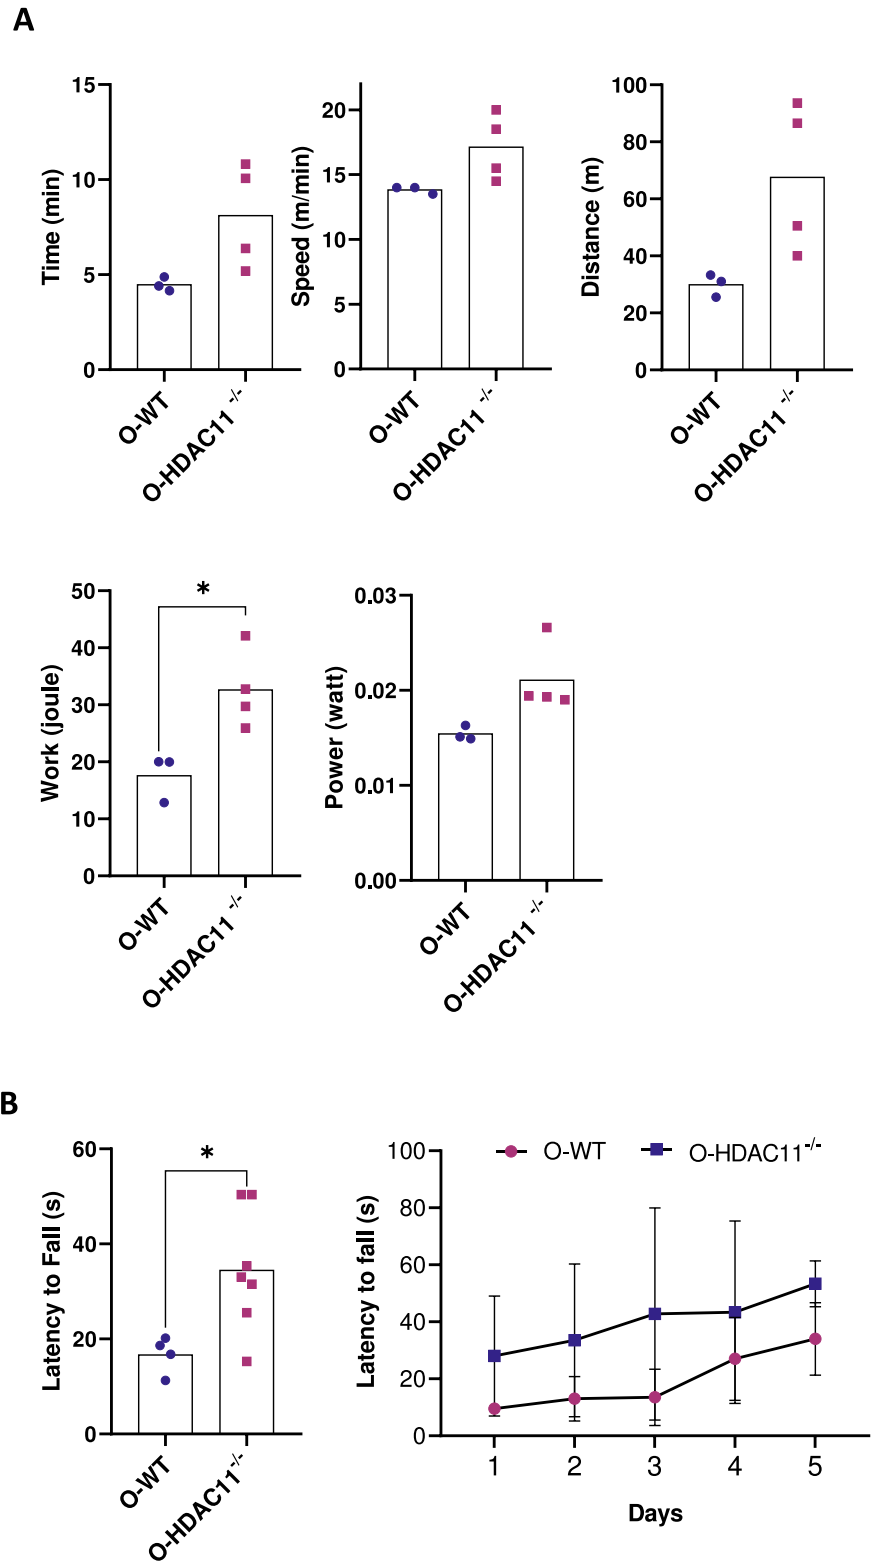 A
15
10
5
0
Time (min)
O-WT
O-HDAC11 -/-
20
15
10
5
0
Speed (m/min)
O-WT
O-HDAC11 -/-
100
80
60
40
20
0
Distance (m)
O-WT
O-HDAC11 -/-
50
40
30
20
10
0
Work (joule)
*
O-WT
O-HDAC11 -/-
0.03
0.02
0.01
0.00
Power (watt)
O-WT
O-HDAC11 -/-
B
60
40
20
0
Latency to Fall (s)
*
O-WT
O-HDAC11 -/-
100
80
60
40
20
0
Latency to fall (s)
O-WT
O-HDAC11-/-
1 2 3 4 5
Days